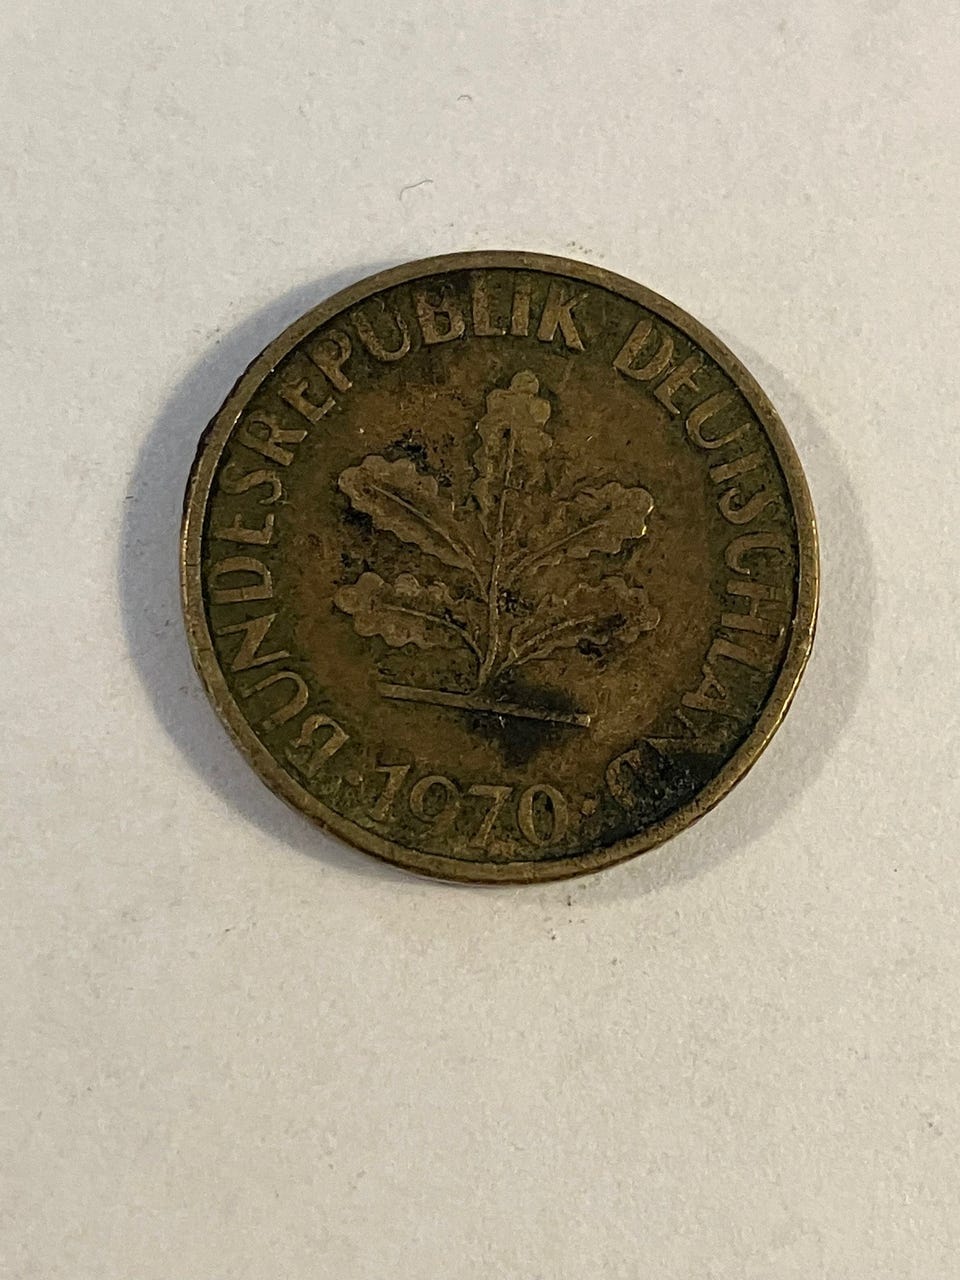 BUNDESREPUBLIK DEUTSCHLAND
· 1970 ·